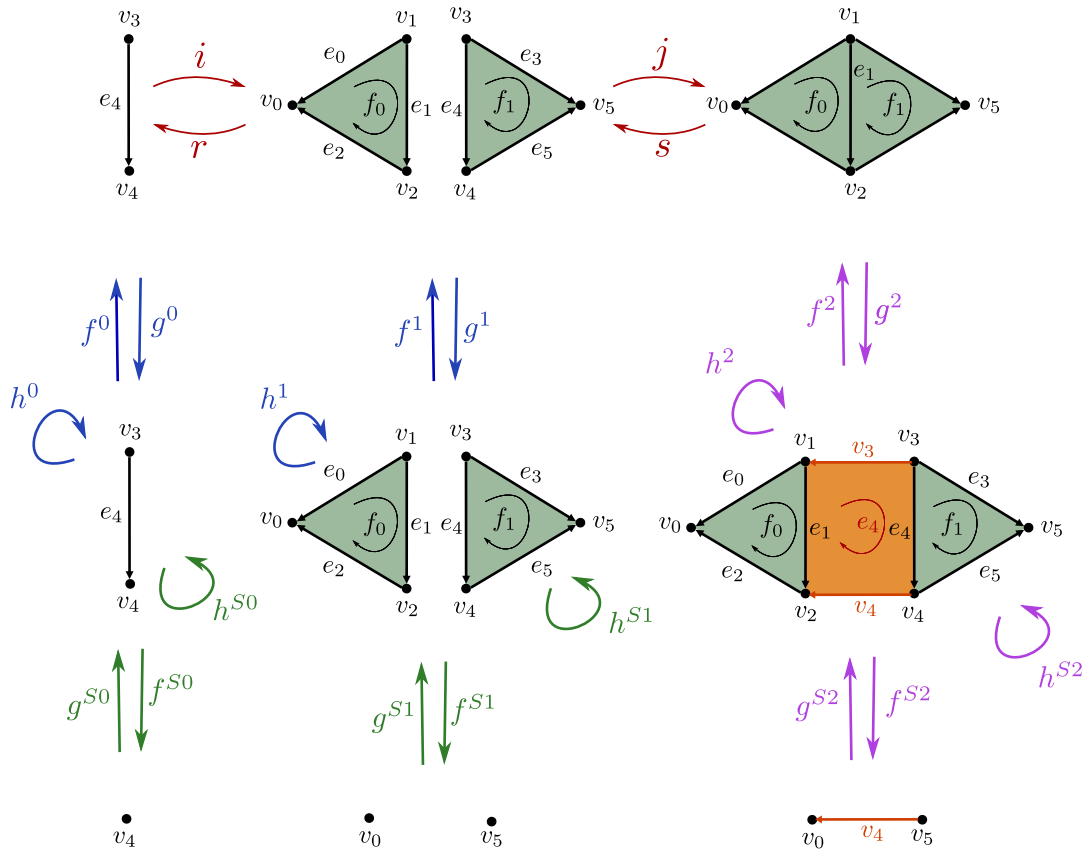 v₃ i v₁ v₃ j v₁
e₀ e₃
e₄ v₀ f₀ e₁ e₄ f₁ v₅ v₀ f₀ e₁ f₁ v₅
r e₂ e₅ s
v₄ v₂ v₄ v₂
f⁰ g⁰ f¹ g¹ f² g²
h⁰ h¹ h²
v₃ v₁ v₃ v₁ v₃ v₃
e₀ e₃ e₀ e₃
e₄ v₀ f₀ e₁ e₄ f₁ v₅ v₀ f₀ e₁ e₄ e₄ f₁ v₅
e₂ e₅ e₂ e₅
v₄ v₂ v₄ v₂ v₄ v₄
hˢ⁰ hˢ¹ hˢ²
gˢ⁰ fˢ⁰ gˢ¹ fˢ¹ gˢ² fˢ²
v₄ v₀ v₅ v₀ v₄ v₅